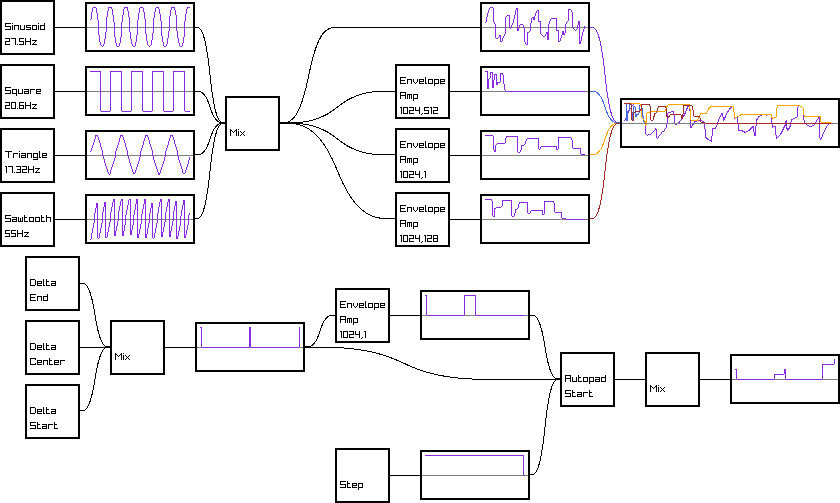 Sinusoid
27.5Hz
Square
20.6Hz
Triangle
17.32Hz
Sawtooth
55Hz
Mix
Envelope
Amp
1024,512
Envelope
Amp
1024,1
Envelope
Amp
1024,128
Delta
End
Delta
Center
Delta
Start
Mix
Envelope
Amp
1024,1
Step
Autopad
Start
Mix